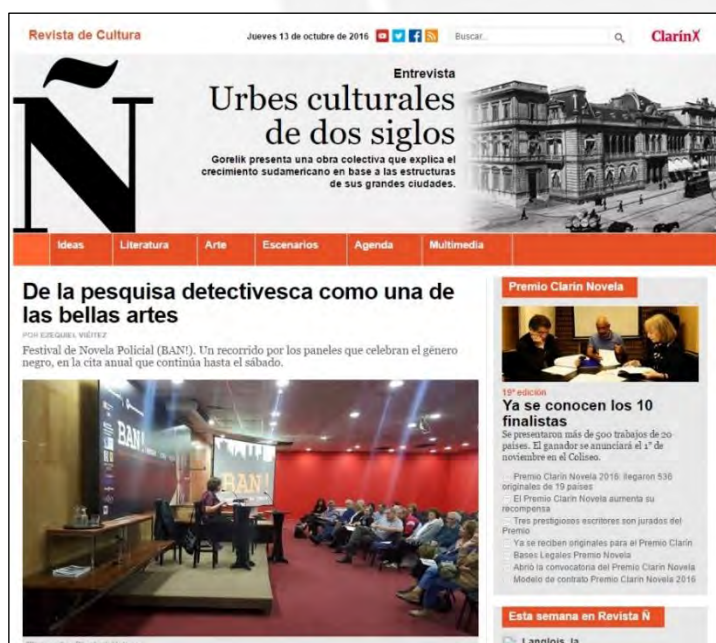 Revista de Cultura
Jueves 13 de octubre de 2016
Buscar...
ClarínX
Ñ
Entrevista
Urbes culturales
de dos siglos
Gorelik presenta una obra colectiva que explica el
crecimiento sudamericano en base a las estructuras
de sus grandes ciudades.
Ideas
Literatura
Arte
Escenarios
Agenda
Multimedia
De la pesquisa detectivesca como una de
las bellas artes
POR EZEQUIEL VIÉITEZ
Festival de Novela Policial (BAN!). Un recorrido por los paneles que celebran el género
negro, en la cita anual que continúa hasta el sábado.
BAN!
BAN!
Premio Clarín Novela
19° edición
Ya se conocen los 10
finalistas
Se presentaron más de 500 trabajos de 20
países. El ganador se anunciará el 1° de
noviembre en el Coliseo.
Premio Clarín Novela 2016: llegaron 536
originales de 19 países
El Premio Clarín Novela aumenta su
recompensa
Tres prestigiosos escritores son jurados del
Premio
Ya se reciben originales para el Premio Clarín
Bases Legales Premio Novela
Abrió la convocatoria del Premio Clarín Novela
Modelo de contrato Premio Clarín Novela 2016
Esta semana en Revista Ñ
Langlois, la